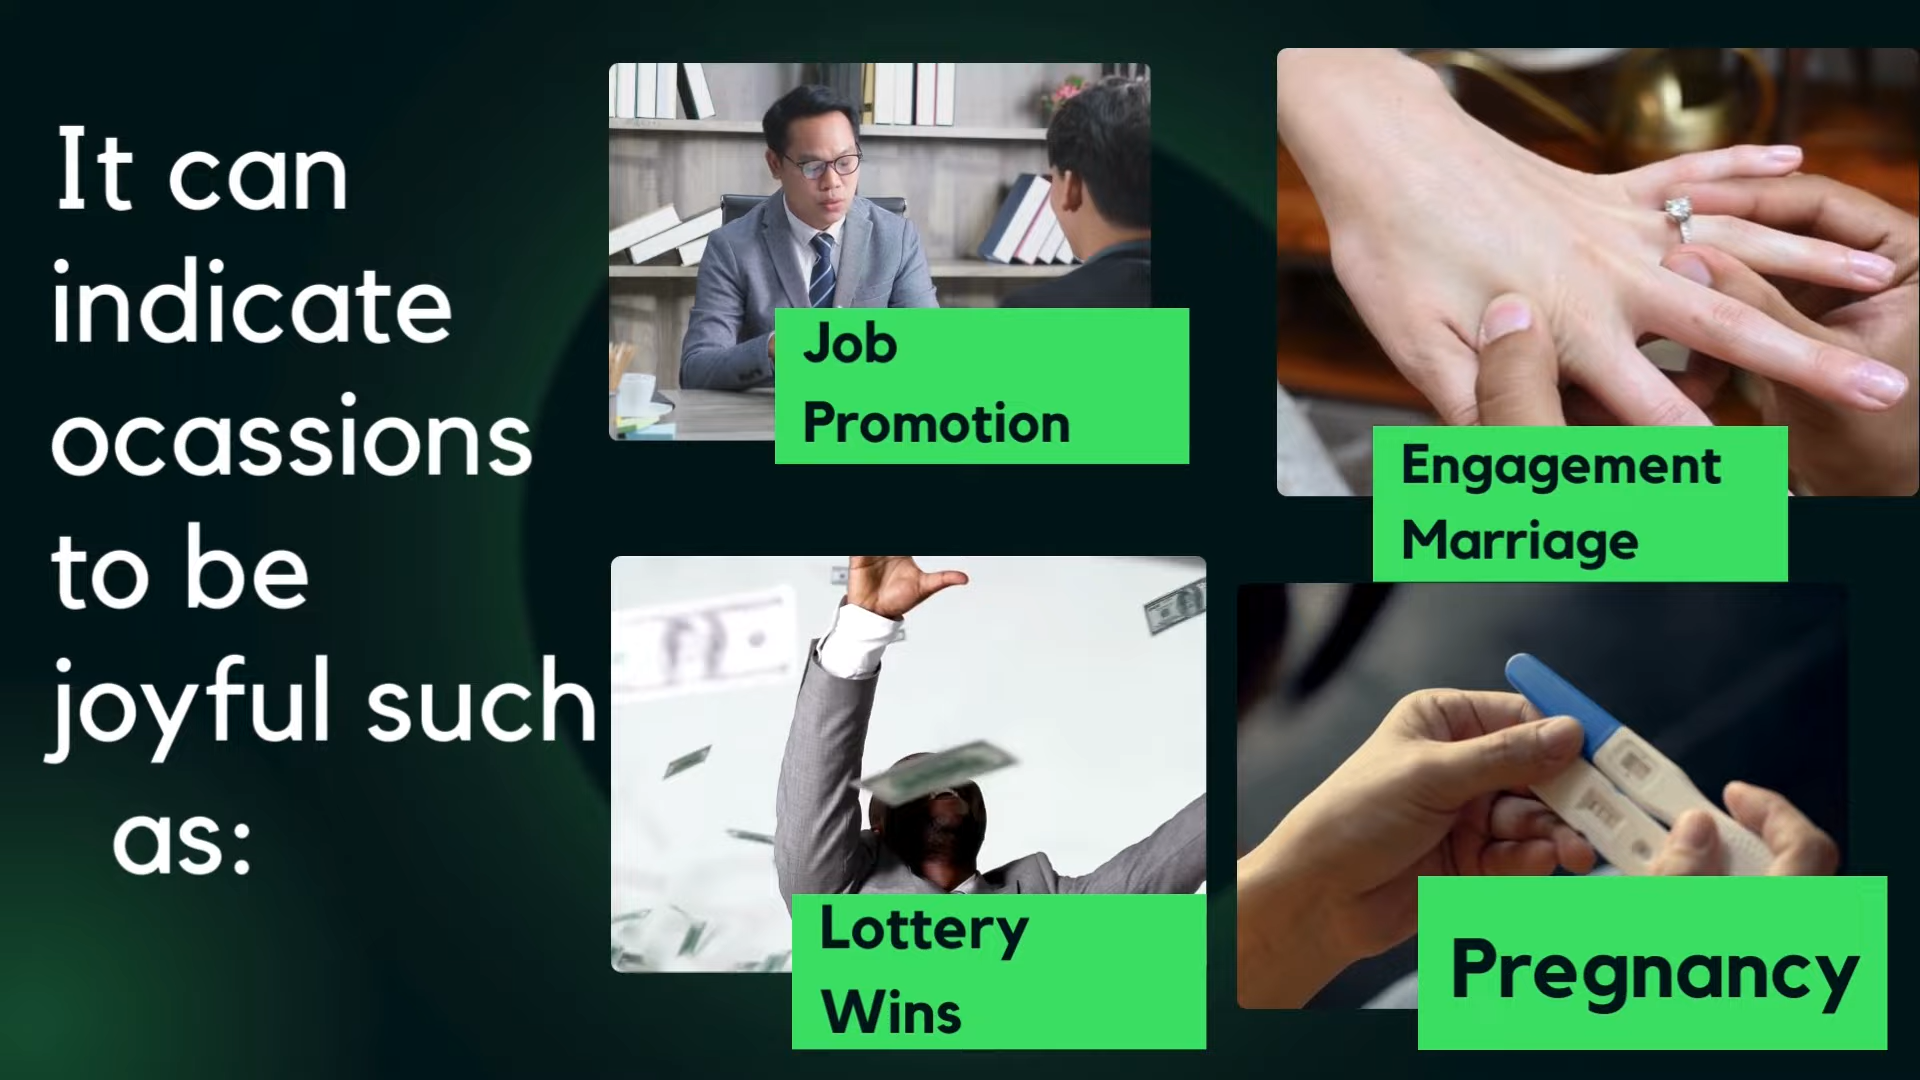 It can
indicate
ocassions
to be
joyful such
as:
Job
Promotion
Engagement
Marriage
Lottery
Wins
Pregnancy